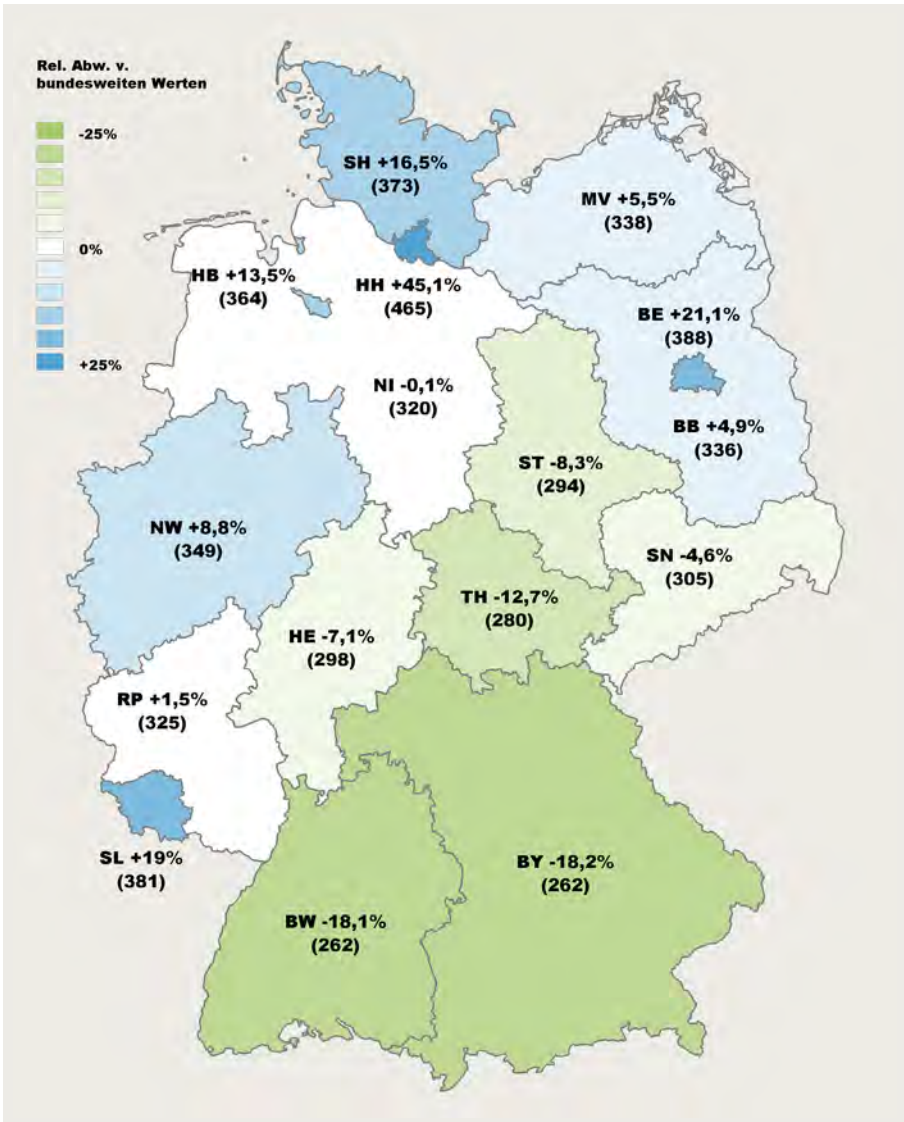 Rel. Abw. v.
bundesweiten Werten
-25%
0%
+25%
SH +16,5%
(373)
MV +5,5%
(338)
HB +13,5%
(364)
HH +45,1%
(465)
BE +21,1%
(388)
NI -0,1%
(320)
BB +4,9%
(336)
ST -8,3%
(294)
NW +8,8%
(349)
SN -4,6%
(305)
TH -12,7%
(280)
HE -7,1%
(298)
RP +1,5%
(325)
SL +19%
(381)
BY -18,2%
(262)
BW -18,1%
(262)